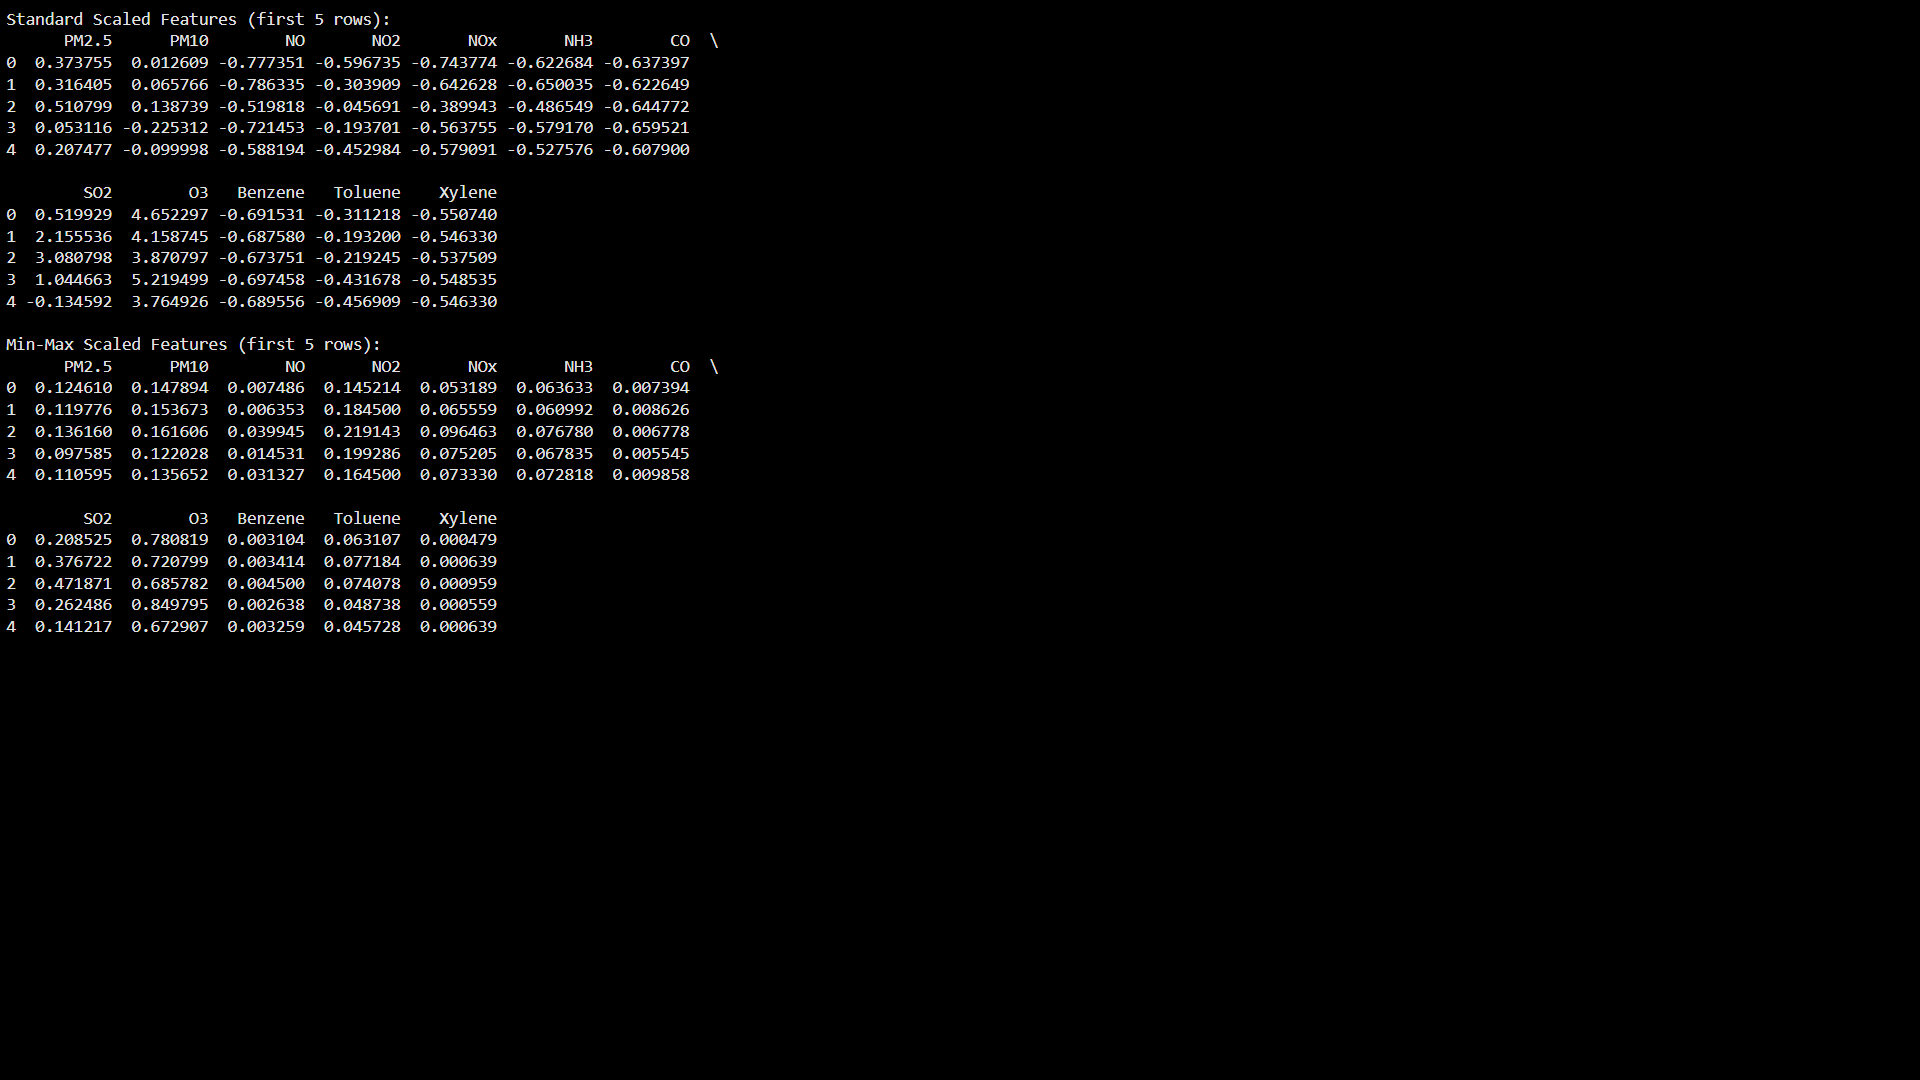 Standard Scaled Features (first 5 rows):
      PM2.5      PM10        NO       NO2       NOx       NH3        CO  \
0  0.373755  0.012609 -0.777351 -0.596735 -0.743774 -0.622684 -0.637397
1  0.316405  0.065766 -0.786335 -0.303909 -0.642628 -0.650035 -0.622649
2  0.510799  0.138739 -0.519818 -0.045691 -0.389943 -0.486549 -0.644772
3  0.053116 -0.225312 -0.721453 -0.193701 -0.563755 -0.579170 -0.659521
4  0.207477 -0.099998 -0.588194 -0.452984 -0.579091 -0.527576 -0.607900

        SO2        O3   Benzene   Toluene    Xylene
0  0.519929  4.652297 -0.691531 -0.311218 -0.550740
1  2.155536  4.158745 -0.687580 -0.193200 -0.546330
2  3.080798  3.870797 -0.673751 -0.219245 -0.537509
3  1.044663  5.219499 -0.697458 -0.431678 -0.548535
4 -0.134592  3.764926 -0.689556 -0.456909 -0.546330

Min-Max Scaled Features (first 5 rows):
      PM2.5      PM10        NO       NO2       NOx       NH3        CO  \
0  0.124610  0.147894  0.007486  0.145214  0.053189  0.063633  0.007394
1  0.119776  0.153673  0.006353  0.184500  0.065559  0.060992  0.008626
2  0.136160  0.161606  0.039945  0.219143  0.096463  0.076780  0.006778
3  0.097585  0.122028  0.014531  0.199286  0.075205  0.067835  0.005545
4  0.110595  0.135652  0.031327  0.164500  0.073330  0.072818  0.009858

        SO2        O3   Benzene   Toluene    Xylene
0  0.208525  0.780819  0.003104  0.063107  0.000479
1  0.376722  0.720799  0.003414  0.077184  0.000639
2  0.471871  0.685782  0.004500  0.074078  0.000959
3  0.262486  0.849795  0.002638  0.048738  0.000559
4  0.141217  0.672907  0.003259  0.045728  0.000639